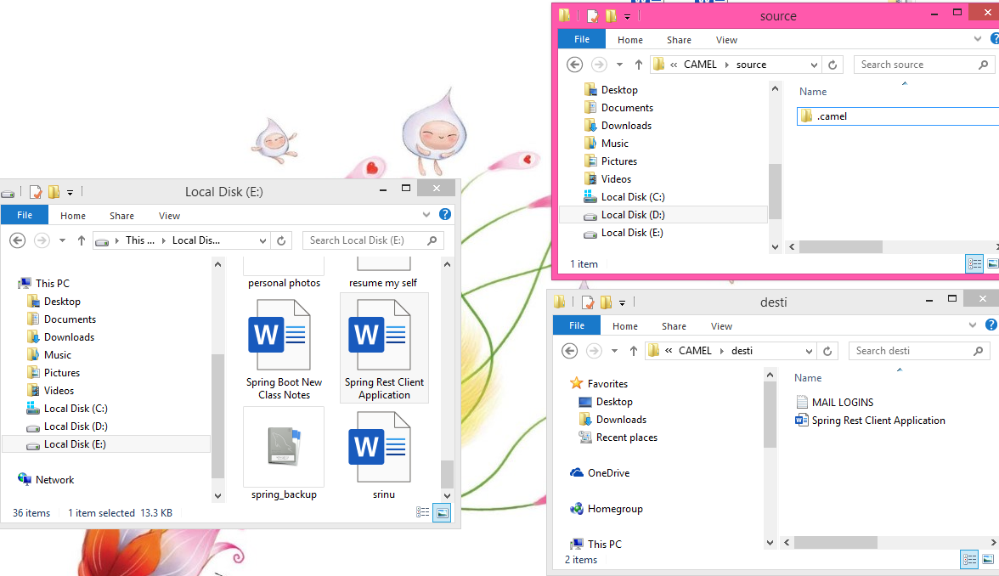 source
File
Home
Share
View
« CAMEL
source
Search source
Desktop
Documents
Downloads
Music
Pictures
Videos
Local Disk (C:)
Local Disk (D:)
Local Disk (E:)
Name
.camel
1 item
Local Disk (E:)
File
Home
Share
View
?
This ...
Local Dis...
Search Local Disk (E:)
This PC
Desktop
Documents
Downloads
Music
Pictures
Videos
Local Disk (C:)
Local Disk (D:)
Local Disk (E:)
Network
personal photos
resume my self
W
W
Spring Boot New
Class Notes
Spring Rest Client
Application
W
spring_backup
srinu
36 items
1 item selected 13.3 KB
desti
File
Home
Share
View
?
« CAMEL
desti
Search desti
Favorites
Desktop
Downloads
Recent places
OneDrive
Homegroup
This PC
Name
MAIL LOGINS
Spring Rest Client Application
2 items